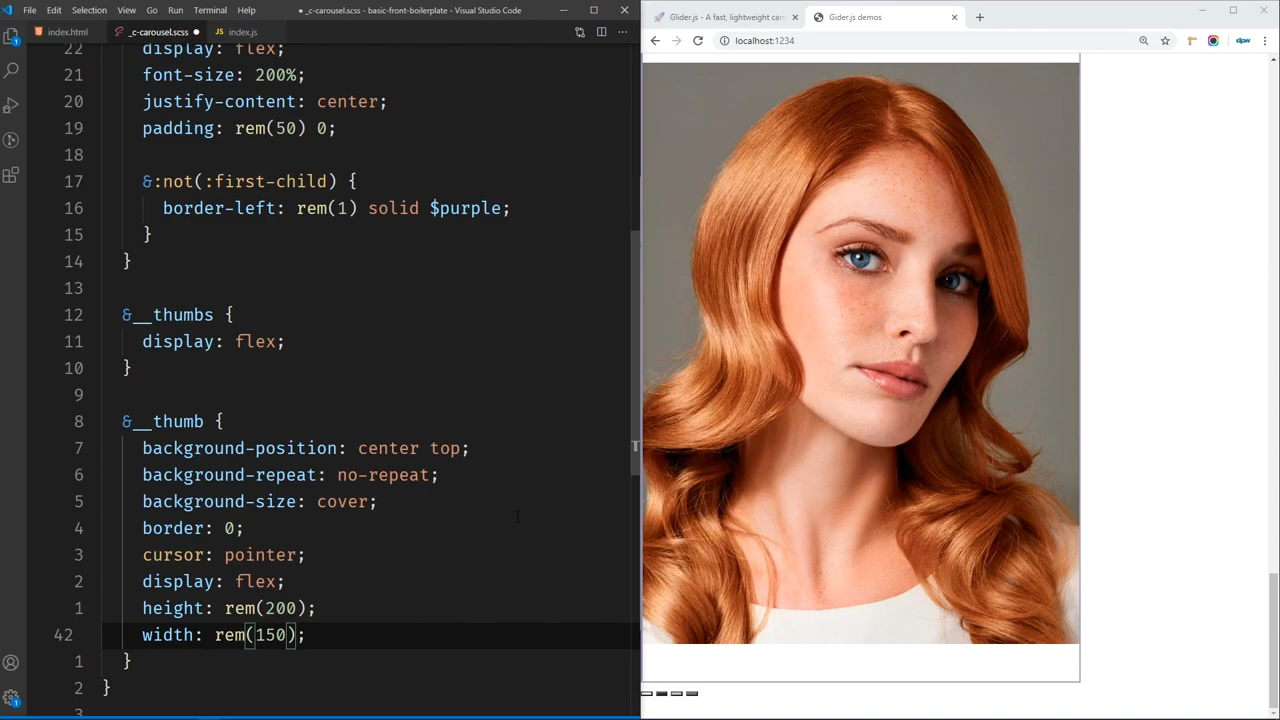 File Edit Selection View Go Run Terminal Help
● _c-carousel.scss - basic-front-boilerplate - Visual Studio Code
Glider.js - A fast, lightweight car
Gider.js demos
index.html
_c-carousel.scss ●
index.js
localhost:1234
dpw
22 display: flex;
21 font-size: 200%;
20 justify-content: center;
19 padding: rem(50) 0;
18
17 &:not(:first-child) {
16 border-left: rem(1) solid $purple;
15 }
14 }
13
12 &__thumbs {
11 display: flex;
10 }
9
8 &__thumb {
7 background-position: center top;
6 background-repeat: no-repeat;
5 background-size: cover;
4 border: 0;
3 cursor: pointer;
2 display: flex;
1 height: rem(200);
42 width: rem(150);
1 }
2 }
3